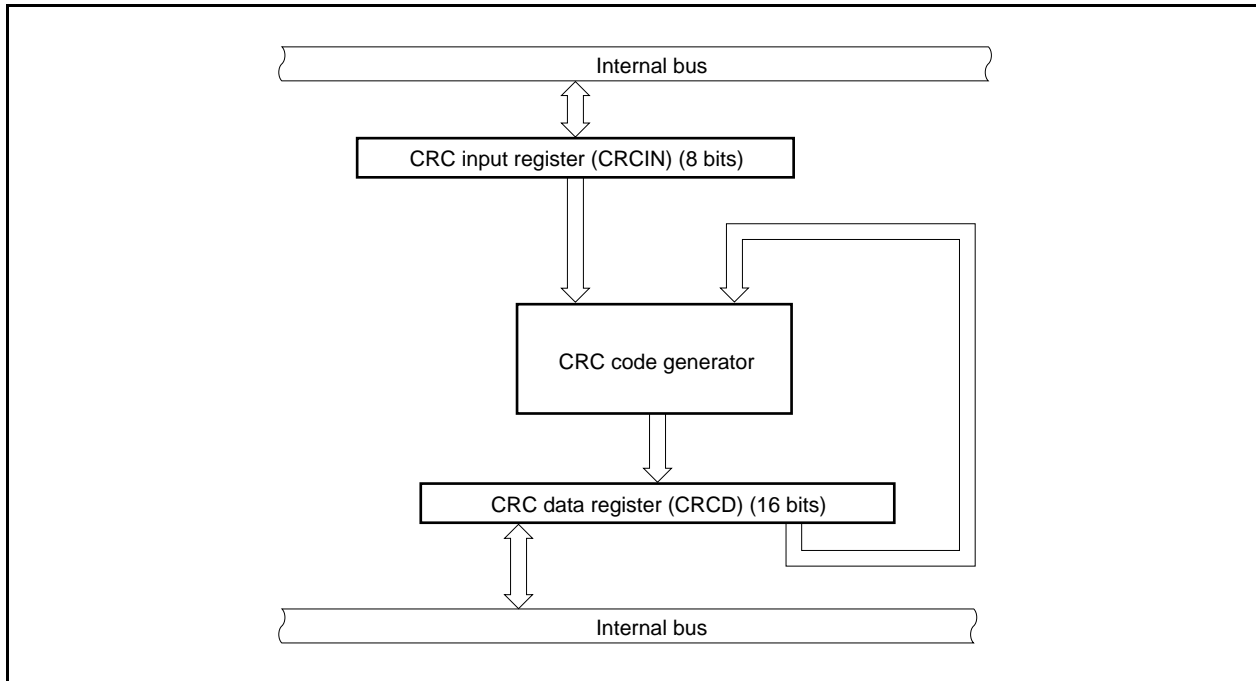 Internal bus
CRC input register (CRCIN) (8 bits)
CRC code generator
CRC data register (CRCD) (16 bits)
Internal bus